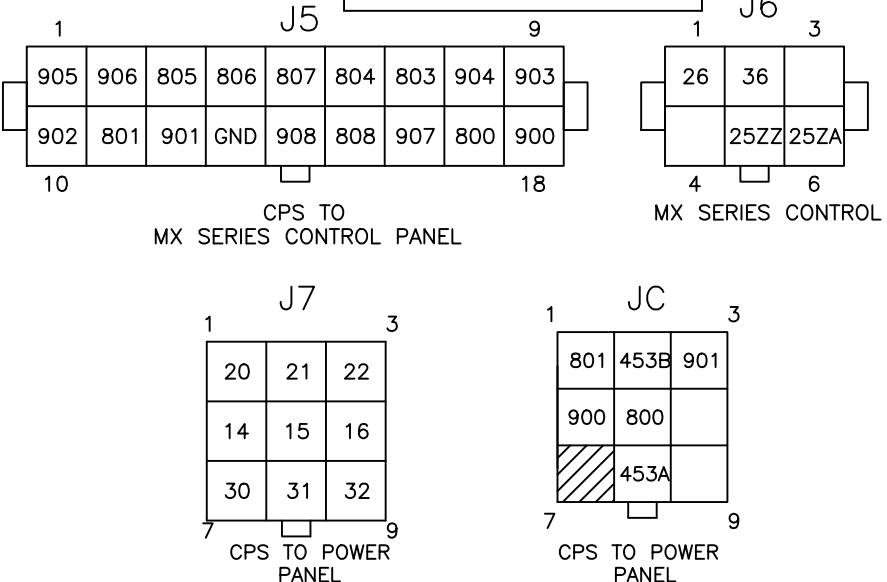 J5
1 9
905 906 805 806 807 804 803 904 903
902 801 901 GND 908 808 907 800 900
10 18
CPS TO
MX SERIES CONTROL PANEL
J6
1 3
26 36
25ZZ 25ZA
4 6
MX SERIES CONTROL
J7
1 3
20 21 22
14 15 16
30 31 32
7 9
CPS TO POWER
PANEL
JC
1 3
801 453B 901
900 800
453A
7 9
CPS TO POWER
PANEL